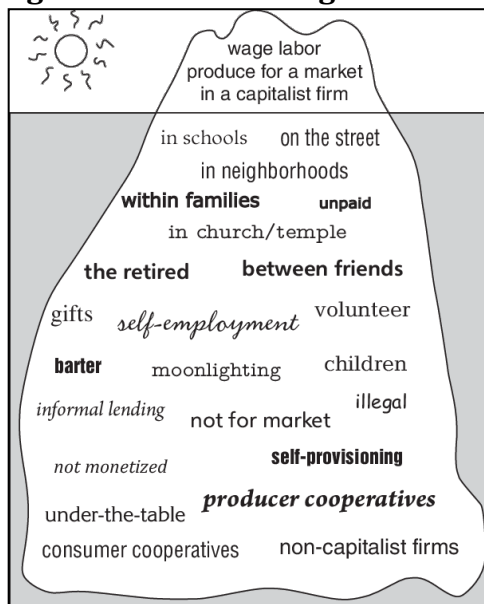 wage labor
produce for a market
in a capitalist firm
in schools on the street
in neighborhoods
within families unpaid
in church/temple
the retired between friends
gifts self-employment volunteer
barter moonlighting children
informal lending not for market illegal
not monetized self-provisioning
under-the-table producer cooperatives
consumer cooperatives non-capitalist firms